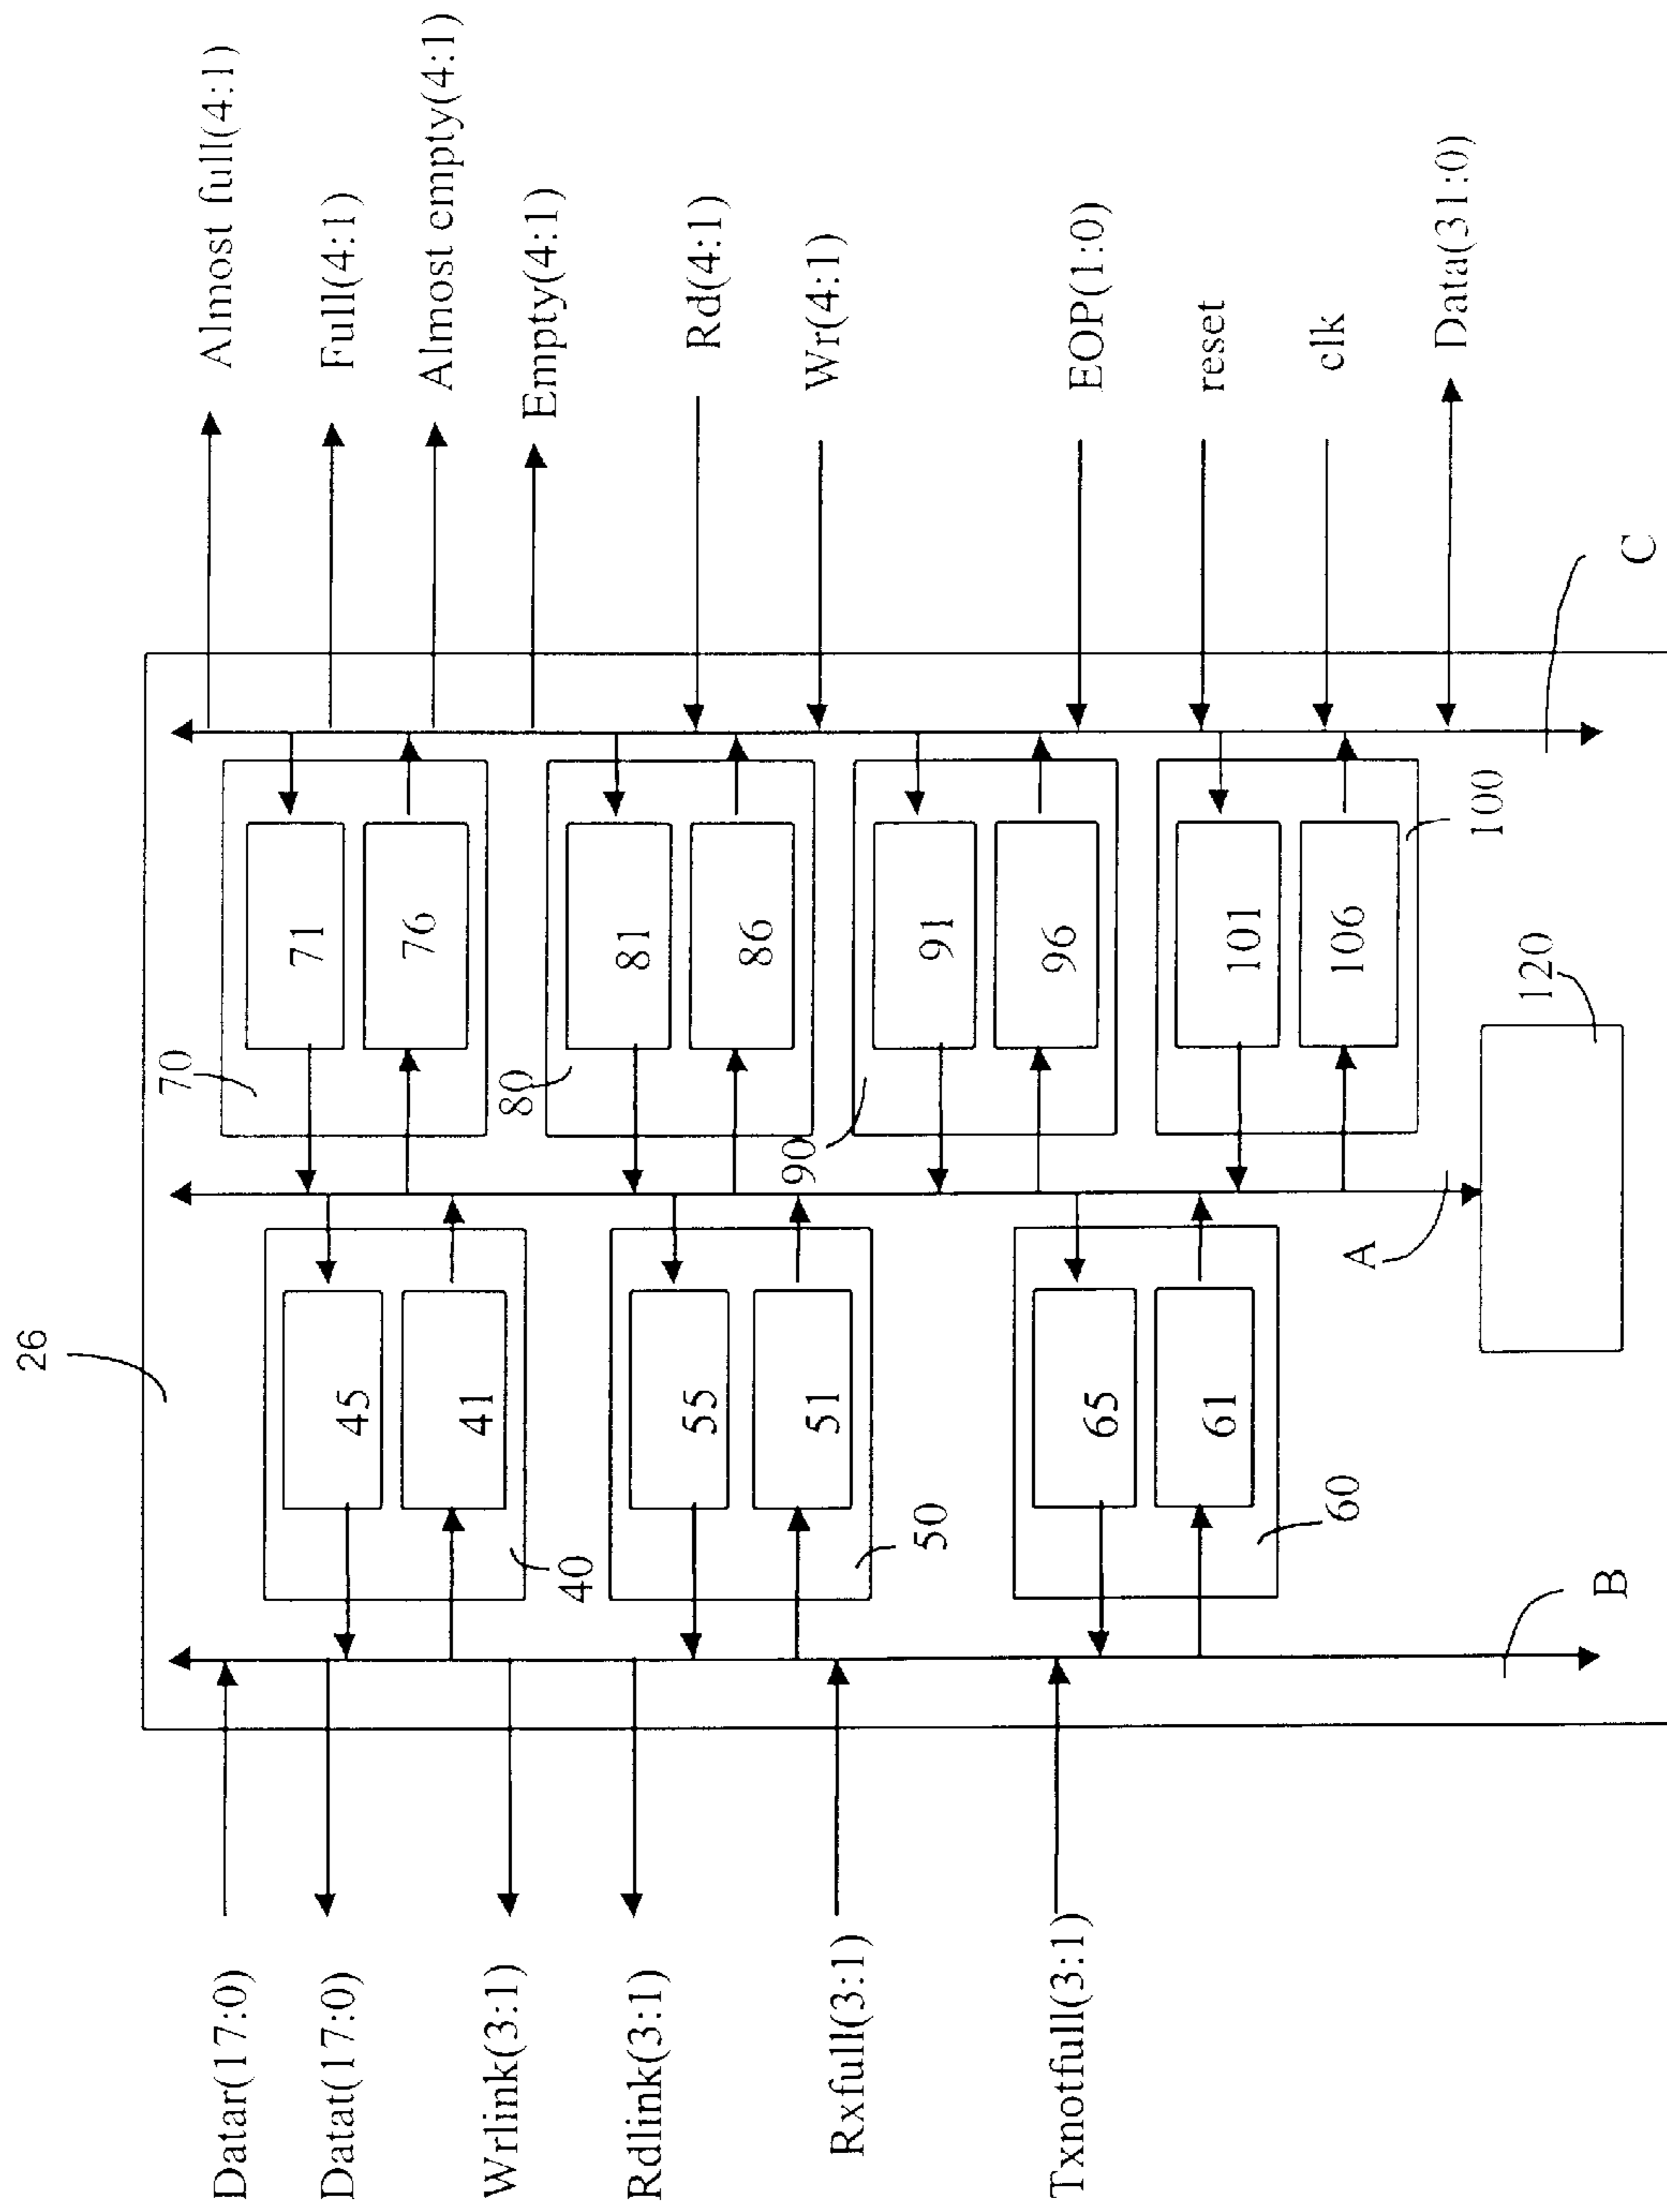 Almost full(4:1)
Full(4:1)
Almost empty(4:1)
Empty(4:1)
Rd(4:1)
Wr(4:1)
EOP(1:0)
reset
clk
Data(31:0)
C
70
71
76
80
81
86
90
91
96
100
101
106
120
A
26
45
41
40
55
51
50
65
61
60
B
Datar(17:0)
Datat(17:0)
Wrlink(3:1)
Rdlink(3:1)
Rxfull(3:1)
Txnotfull(3:1)